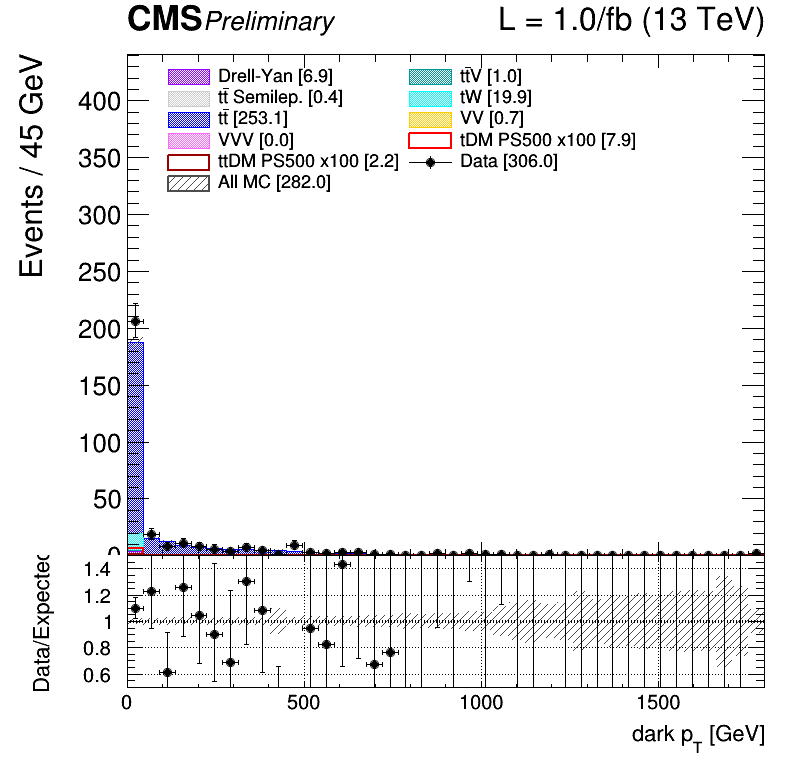 CMS Preliminary L = 1.0/fb (13 TeV)
Events / 45 GeV
Drell-Yan [6.9] tt̄V [1.0]
tt̄ Semilep. [0.4] tW [19.9]
tt̄ [253.1] VV [0.7]
VVV [0.0] tDM PS500 x100 [7.9]
ttDM PS500 x100 [2.2] Data [306.0]
All MC [282.0]
400
350
300
250
200
150
100
50
0
Data/Expected
1.4
1.2
1
0.8
0.6
0 500 1000 1500
dark p_T [GeV]